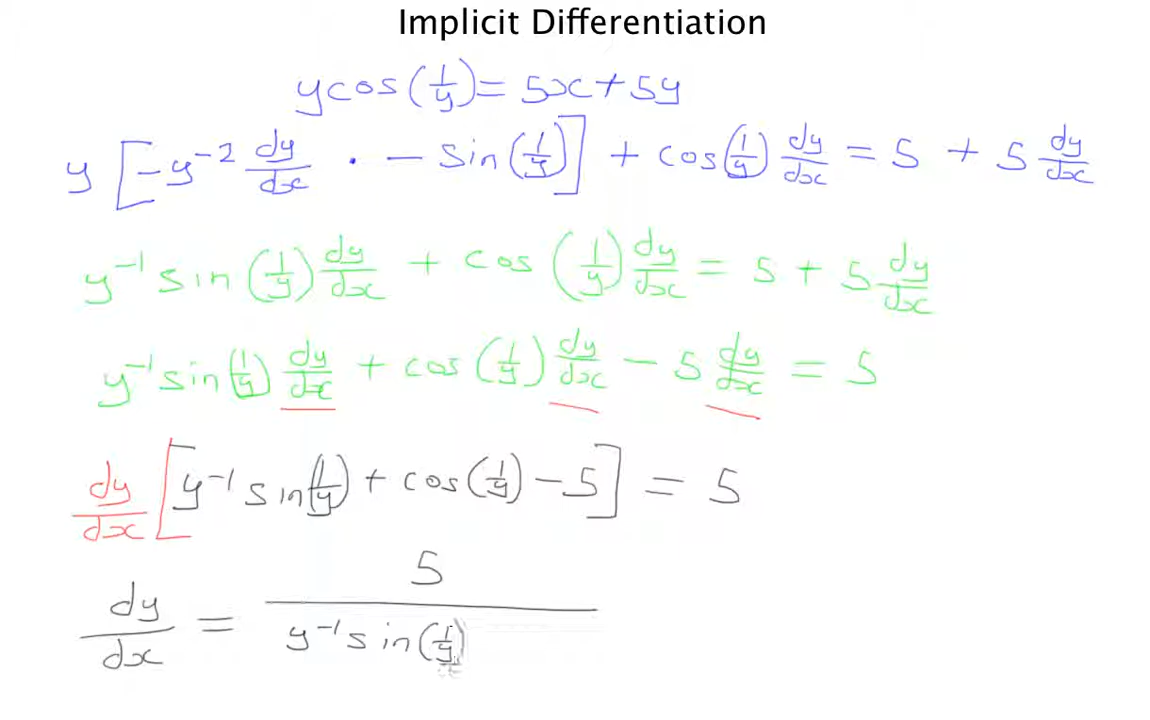 Implicit Differentiation
y cos(1/y) = 5x + 5y
y [-y^-2 dy/dx · - sin(1/y)] + cos(1/y) dy/dx = 5 + 5 dy/dx
y^-1 sin(1/y) dy/dx + cos(1/y) dy/dx = 5 + 5 dy/dx
y^-1 sin(1/y) dy/dx + cos(1/y) dy/dx - 5 dy/dx = 5
dy/dx [y^-1 sin(1/y) + cos(1/y) - 5] = 5
dy/dx = 5 / y^-1 sin(1/y)